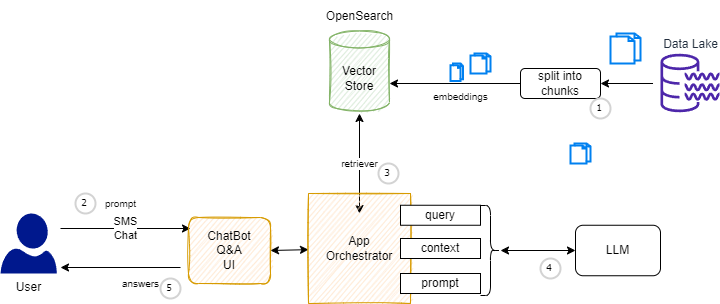 OpenSearch
Data Lake
Vector
Store
split into
chunks
embeddings
1
retriever
3
2
prompt
SMS
Chat
ChatBot
Q&A
UI
App
Orchestrator
query
context
prompt
LLM
4
User
answers
5